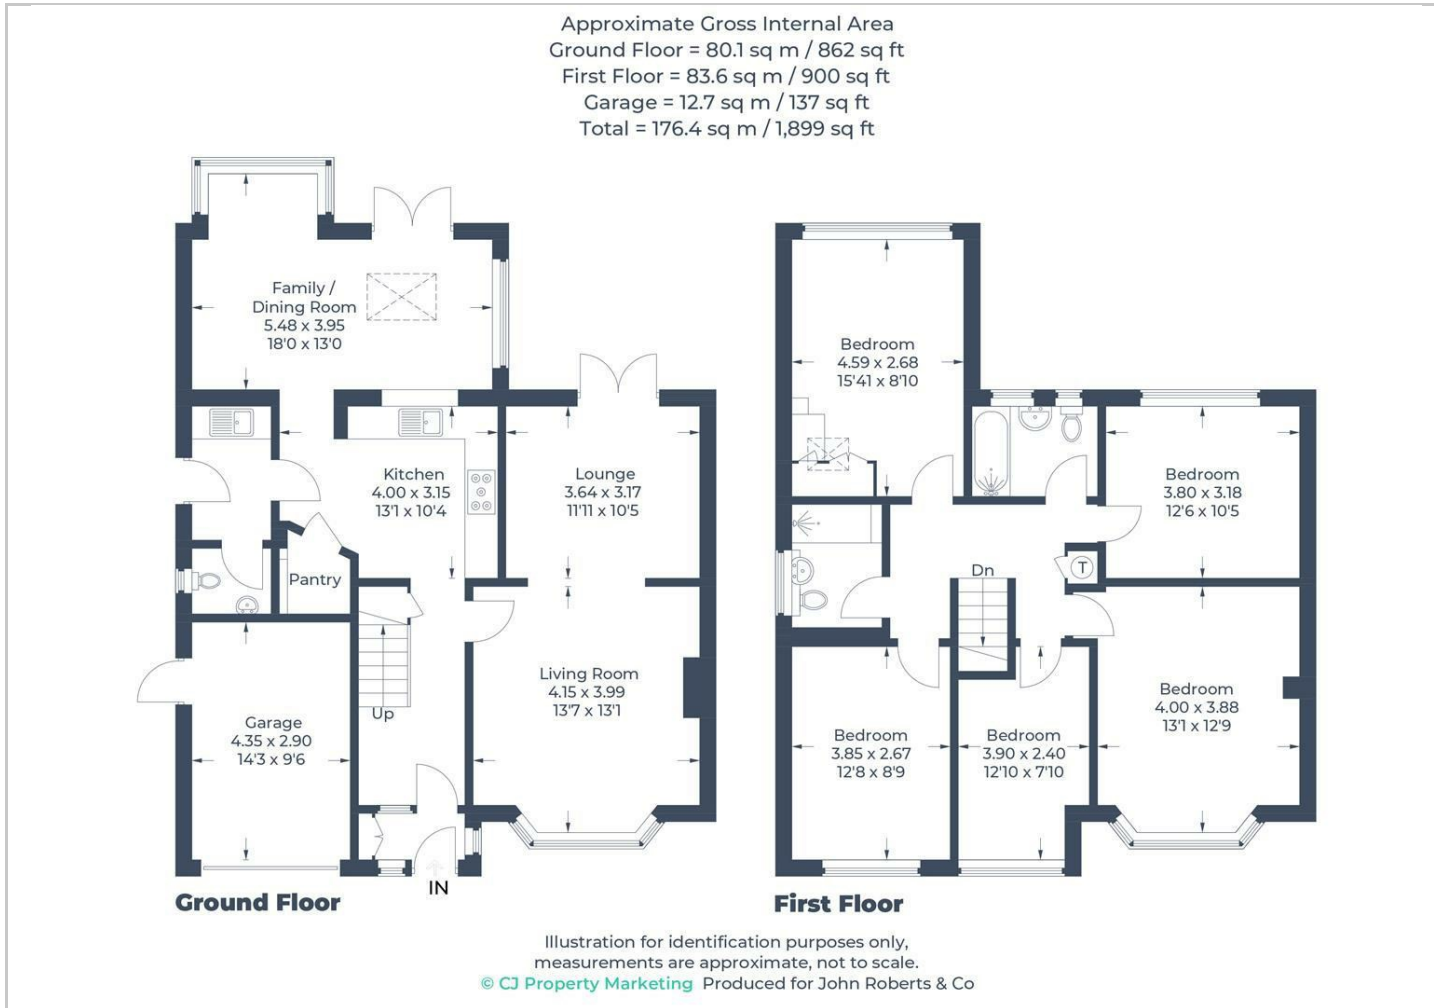 Approximate Gross Internal Area
Ground Floor = 80.1 sq m / 862 sq ft
First Floor = 83.6 sq m / 900 sq ft
Garage = 12.7 sq m / 137 sq ft
Total = 176.4 sq m / 1,899 sq ft
Family /
Dining Room
5.48 x 3.95
18'0 x 13'0
Kitchen
4.00 x 3.15
13'1 x 10'4
Lounge
3.64 x 3.17
11'11 x 10'5
Pantry
Living Room
4.15 x 3.99
13'7 x 13'1
Up
Garage
4.35 x 2.90
14'3 x 9'6
IN
Ground Floor
Bedroom
4.59 x 2.68
15'41 x 8'10
Bedroom
3.80 x 3.18
12'6 x 10'5
Dn
T
Bedroom
4.00 x 3.88
13'1 x 12'9
Bedroom
3.85 x 2.67
12'8 x 8'9
Bedroom
3.90 x 2.40
12'10 x 7'10
First Floor
Illustration for identification purposes only,
measurements are approximate, not to scale.
© CJ Property Marketing Produced for John Roberts & Co